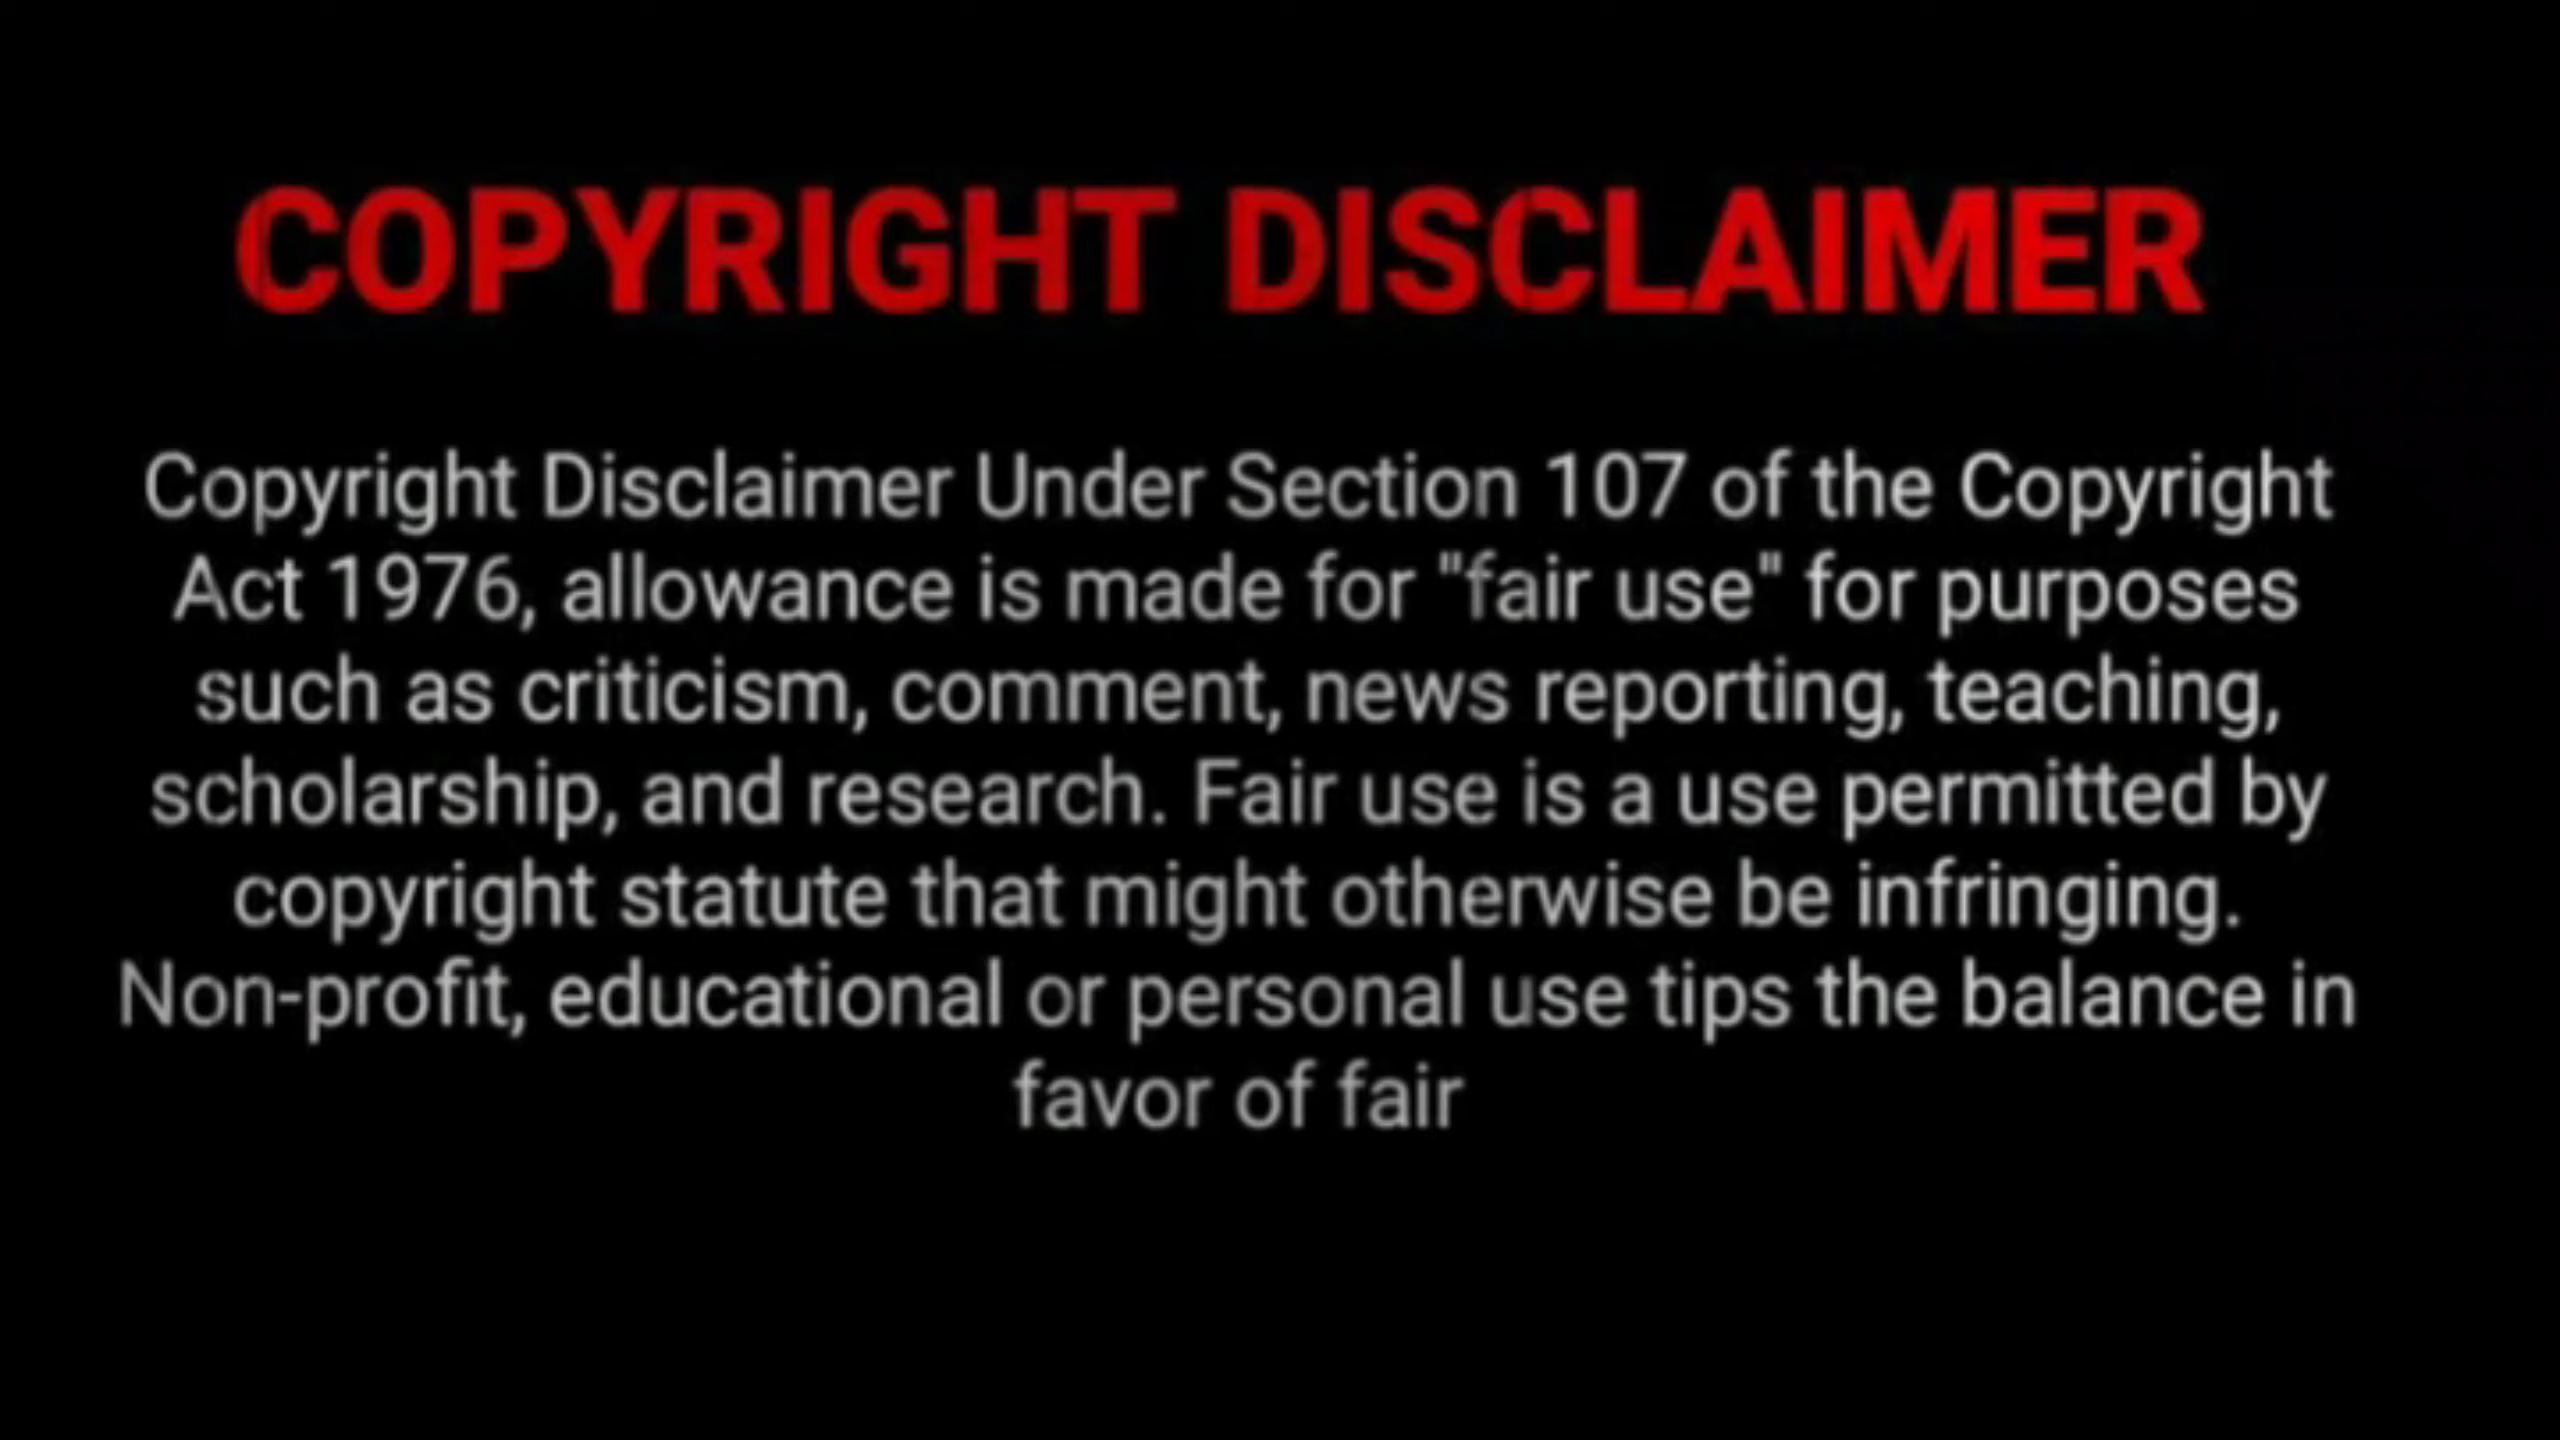 COPYRIGHT DISCLAIMER
Copyright Disclaimer Under Section 107 of the Copyright
Act 1976, allowance is made for "fair use" for purposes
such as criticism, comment, news reporting, teaching,
scholarship, and research. Fair use is a use permitted by
copyright statute that might otherwise be infringing.
Non-profit, educational or personal use tips the balance in
favor of fair